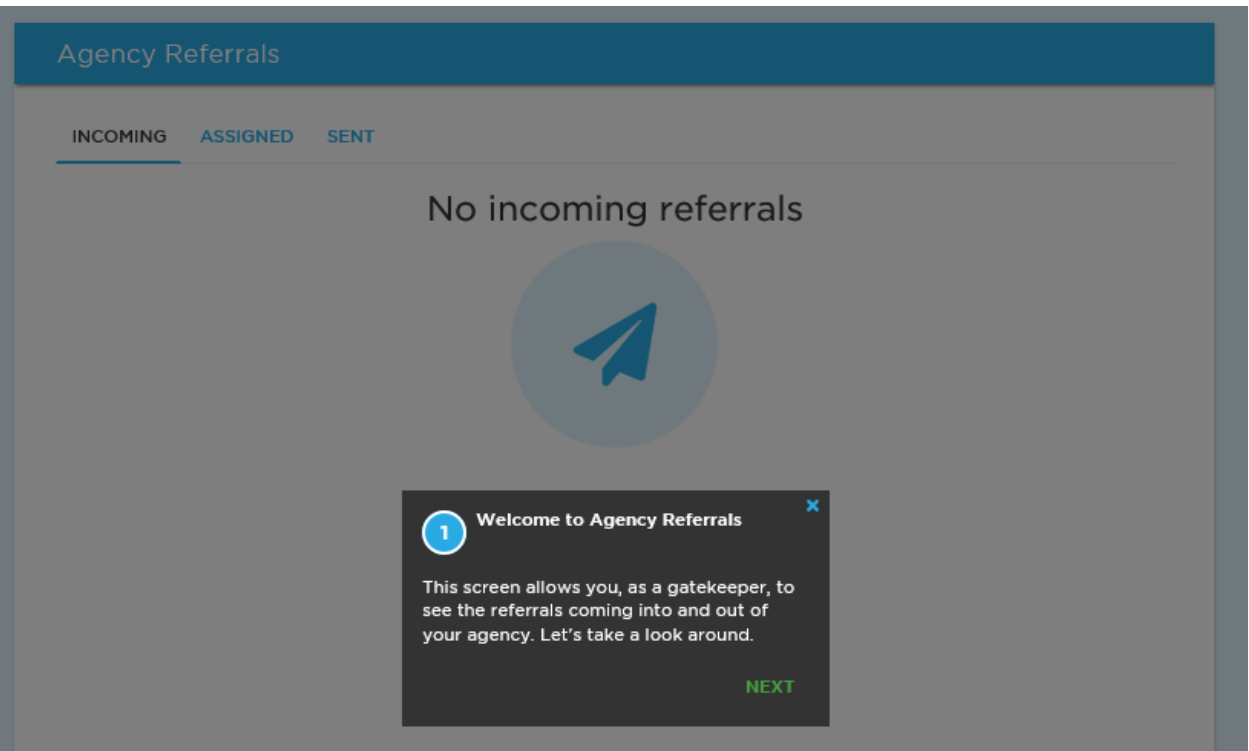 Agency Referrals
INCOMING ASSIGNED SENT
No incoming referrals
1 Welcome to Agency Referrals
This screen allows you, as a gatekeeper, to
see the referrals coming into and out of
your agency. Let's take a look around.
NEXT